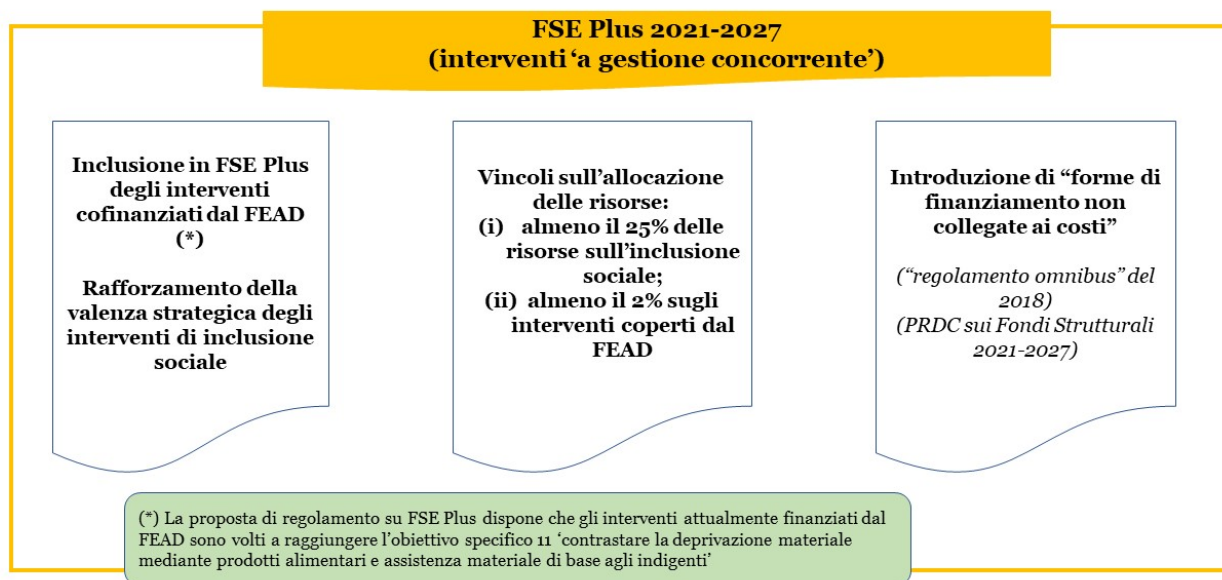 FSE Plus 2021-2027
(interventi ‘a gestione concorrente’)
Inclusione in FSE Plus
degli interventi
cofinanziati dal FEAD
(*)
Rafforzamento della
valenza strategica degli
interventi di inclusione
sociale
Vincoli sull’allocazione
delle risorse:
(i) almeno il 25% delle
risorse sull’inclusione
sociale;
(ii) almeno il 2% sugli
interventi coperti dal
FEAD
Introduzione di “forme di
finanziamento non
collegate ai costi”
(“regolamento omnibus” del
2018)
(PRDC sui Fondi Strutturali
2021-2027)
(*) La proposta di regolamento su FSE Plus dispone che gli interventi attualmente finanziati dal
FEAD sono volti a raggiungere l’obiettivo specifico 11 ‘contrastare la deprivazione materiale
mediante prodotti alimentari e assistenza materiale di base agli indigenti’